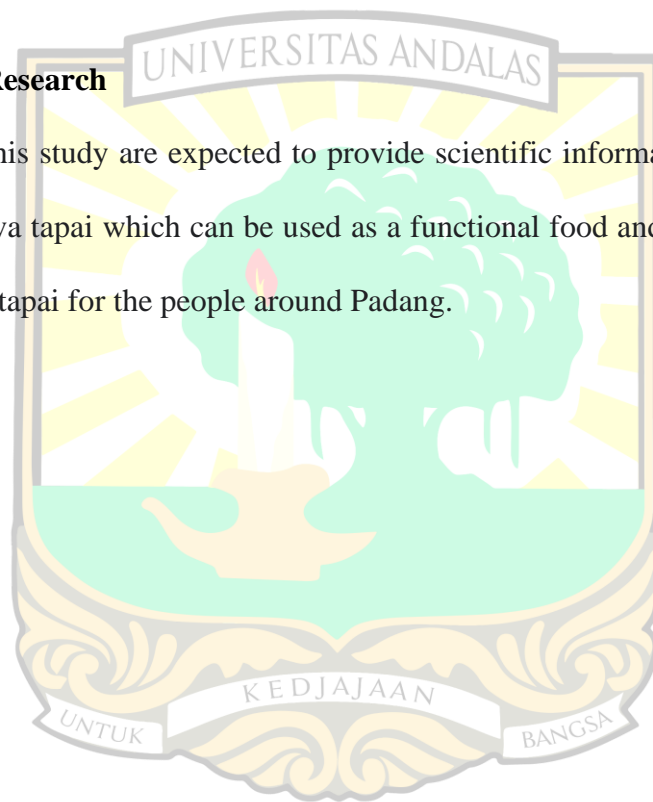 UNIVERSITAS ANDALAS
Research
his study are expected to provide scientific informa
va tapai which can be used as a functional food and
tapai for the people around Padang.
UNTUK
KEDJAJAAN
BANGSA